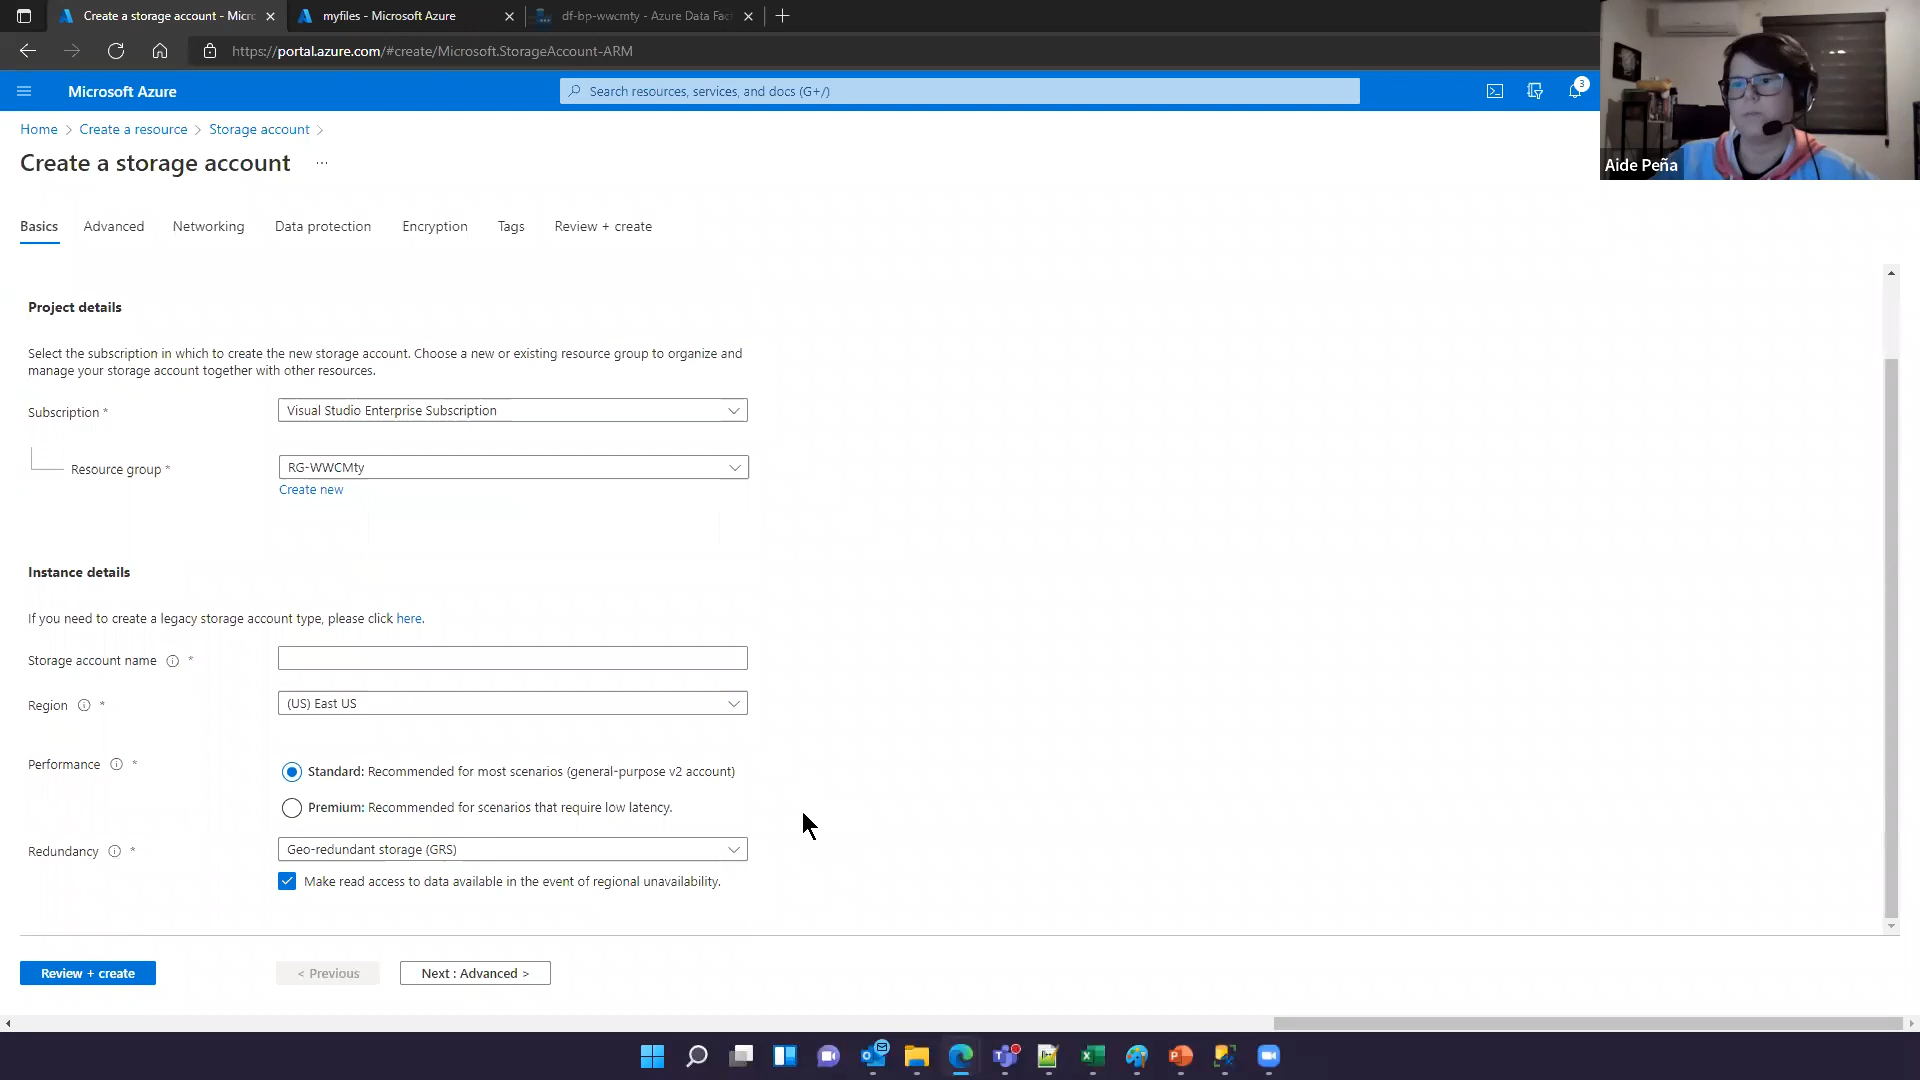 Create a storage account - Micro
myfiles - Microsoft Azure
df-bp-wwcmty - Azure Data Fac
https://portal.azure.com/#create/Microsoft.StorageAccount-ARM
Microsoft Azure
Search resources, services, and docs (G+/)
3
Home > Create a resource > Storage account >
Create a storage account ...
Aide Peña
Basics
Advanced
Networking
Data protection
Encryption
Tags
Review + create
Project details
Select the subscription in which to create the new storage account. Choose a new or existing resource group to organize and
manage your storage account together with other resources.
Subscription *
Visual Studio Enterprise Subscription
Resource group *
RG-WWCMty
Create new
Instance details
If you need to create a legacy storage account type, please click here.
Storage account name *
Region *
(US) East US
Performance *
Standard: Recommended for most scenarios (general-purpose v2 account)
Premium: Recommended for scenarios that require low latency.
Redundancy *
Geo-redundant storage (GRS)
Make read access to data available in the event of regional unavailability.
Review + create
< Previous
Next : Advanced >